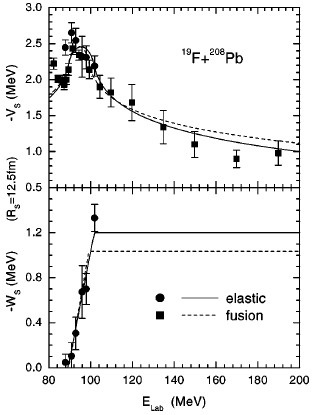 3.0
2.5
2.0
1.5
1.0
0.5
-V_S (MeV)
¹⁹F+²⁰⁸Pb
(R_S=12.5fm)
1.2
0.8
0.4
0.0
-W_S (MeV)
elastic
fusion
80 100 120 140 160 180 200
E_Lab (MeV)